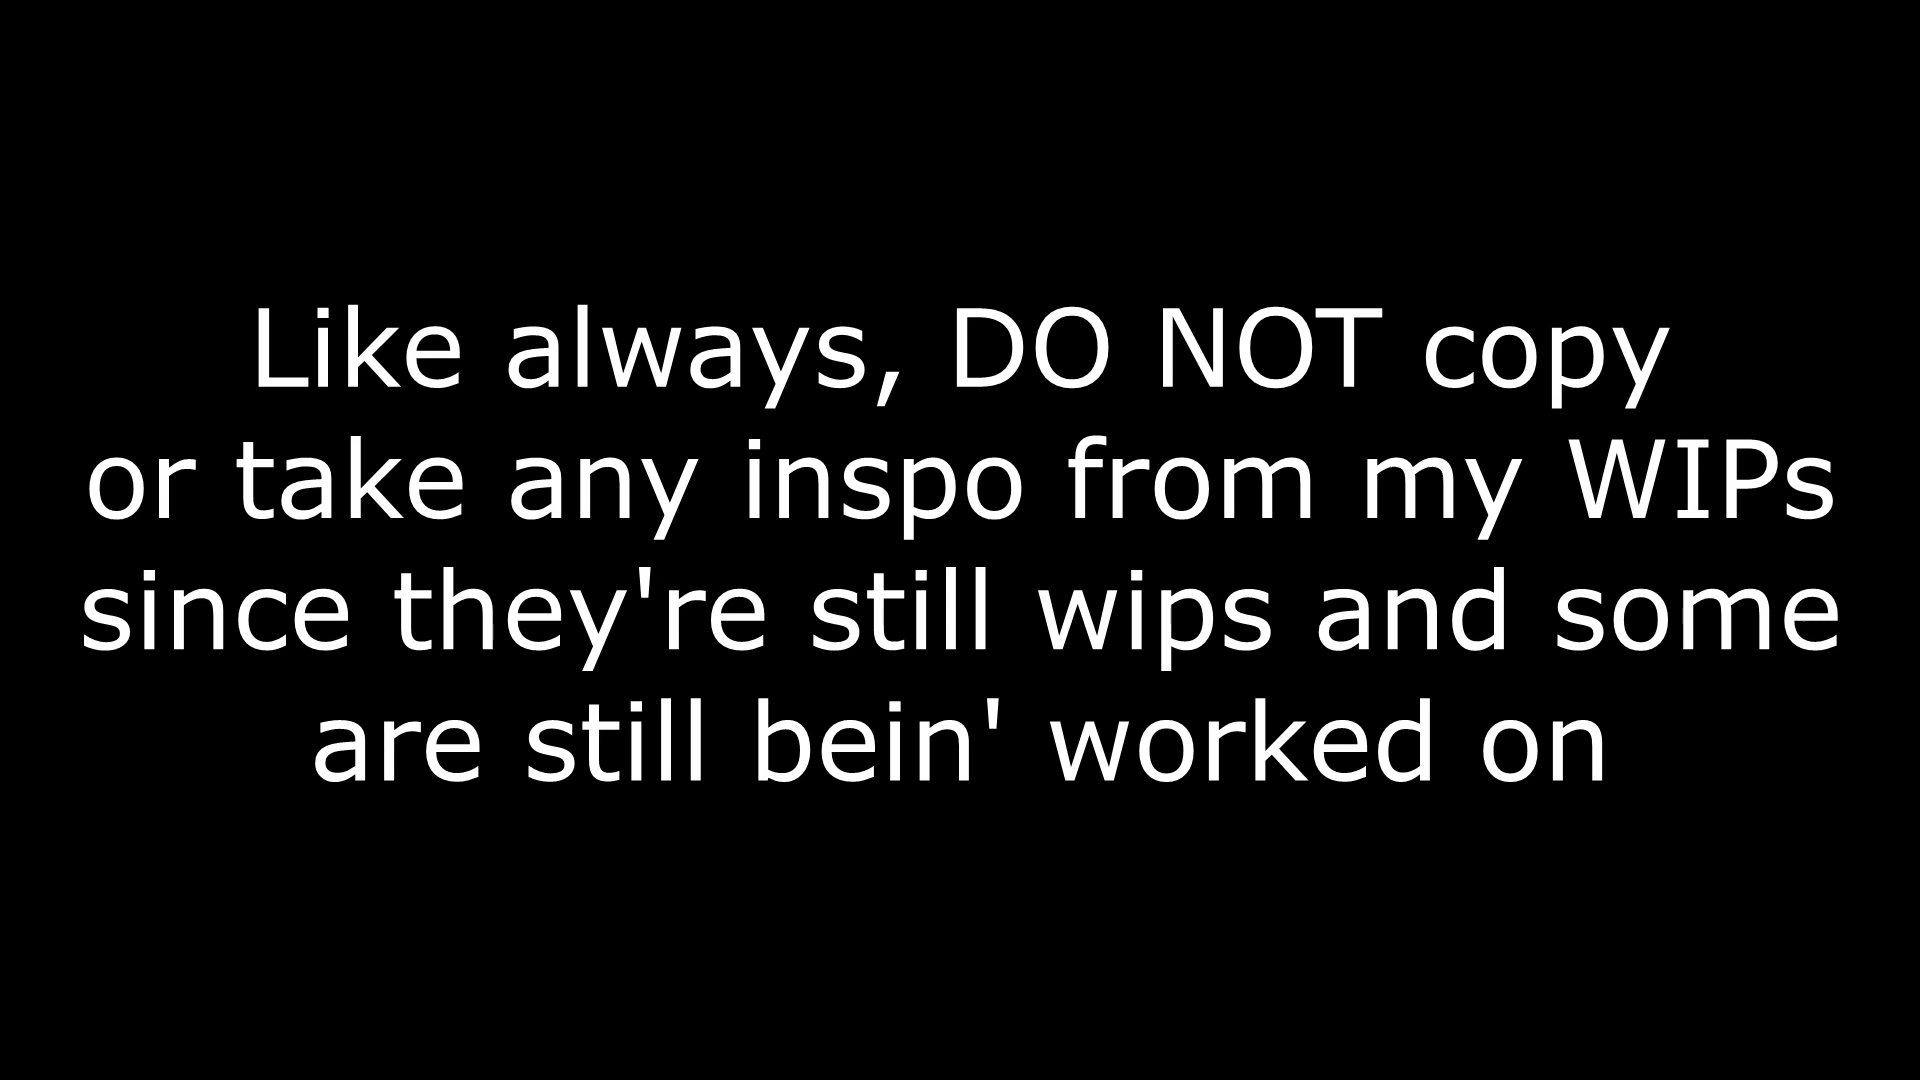 Like always, DO NOT copy
or take any inspo from my WIPs
since they're still wips and some
are still bein' worked on